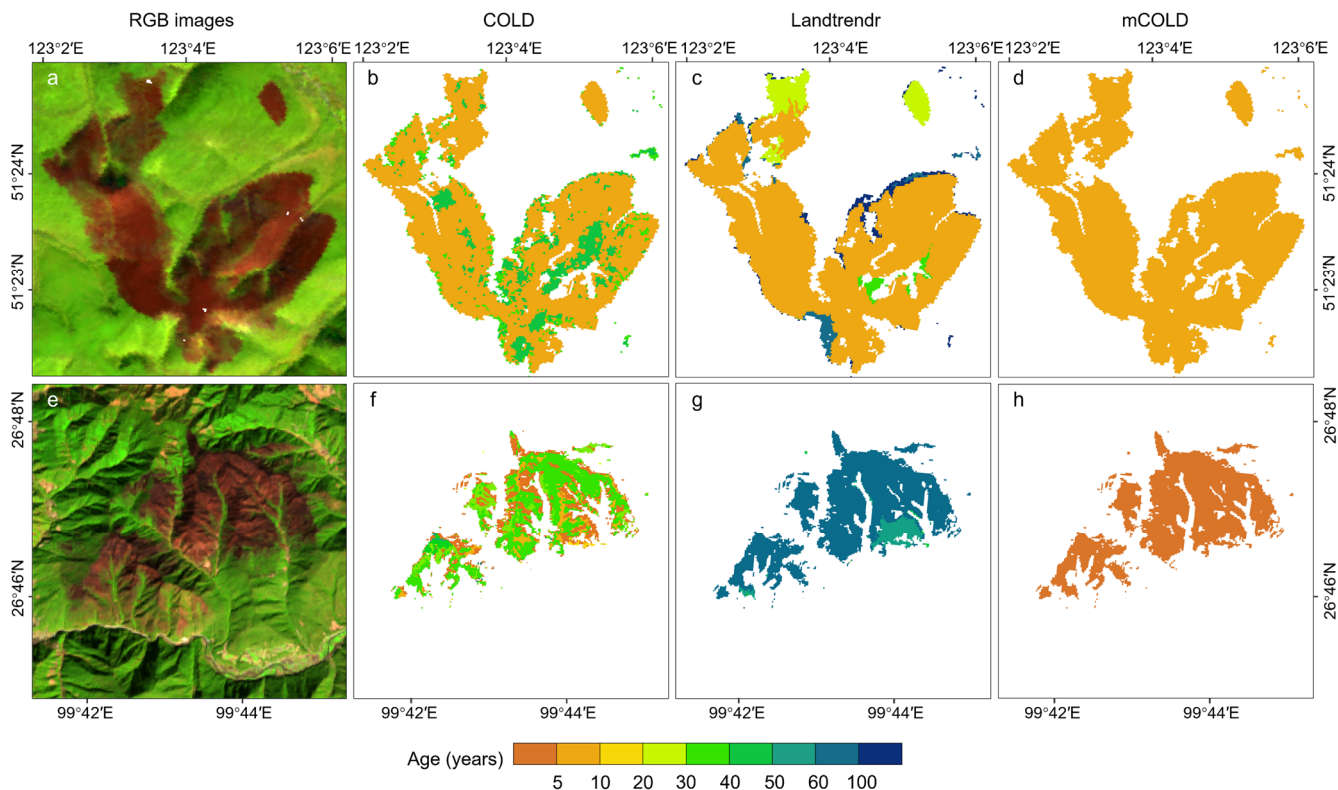 RGB images COLD Landtrendr mCOLD
123°2'E 123°4'E 123°6'E 123°2'E 123°4'E 123°6'E 123°2'E 123°4'E 123°6'E 123°2'E 123°4'E 123°6'E
a b c d
51°24'N 51°24'N
51°23'N 51°23'N
e f g h
26°48'N 26°48'N
26°46'N 26°46'N
99°42'E 99°44'E 99°42'E 99°44'E 99°42'E 99°44'E 99°42'E 99°44'E
Age (years)
5 10 20 30 40 50 60 100